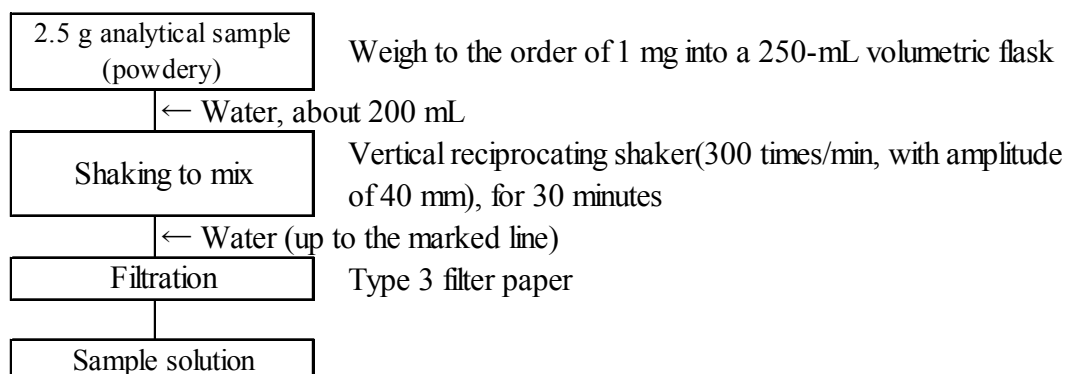 2.5 g analytical sample
(powdery)
Weigh to the order of 1 mg into a 250-mL volumetric flask
← Water, about 200 mL
Shaking to mix
Vertical reciprocating shaker(300 times/min, with amplitude
of 40 mm), for 30 minutes
← Water (up to the marked line)
Filtration
Type 3 filter paper
Sample solution